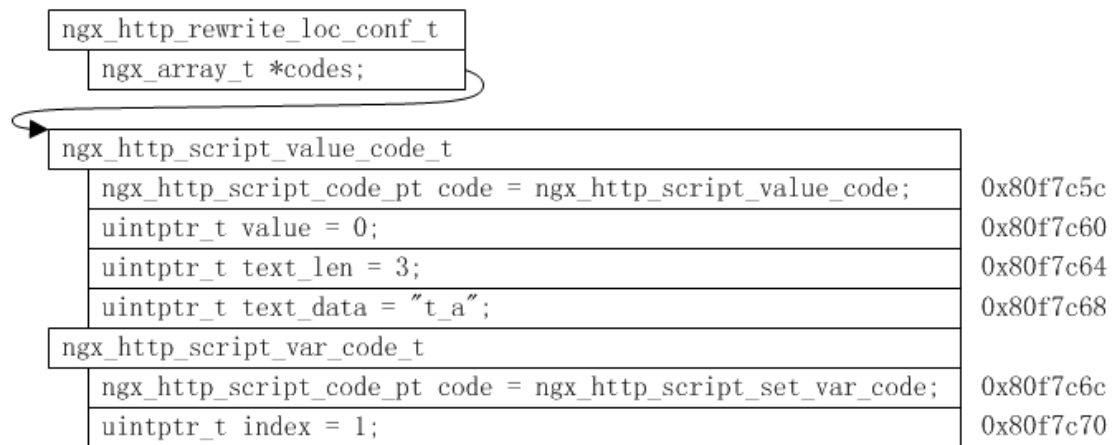 ngx_http_rewrite_loc_conf_t
ngx_array_t *codes;
ngx_http_script_value_code_t
ngx_http_script_code_pt code = ngx_http_script_value_code; 0x80f7c5c
uintptr_t value = 0; 0x80f7c60
uintptr_t text_len = 3; 0x80f7c64
uintptr_t text_data = "t_a"; 0x80f7c68
ngx_http_script_var_code_t
ngx_http_script_code_pt code = ngx_http_script_set_var_code; 0x80f7c6c
uintptr_t index = 1; 0x80f7c70